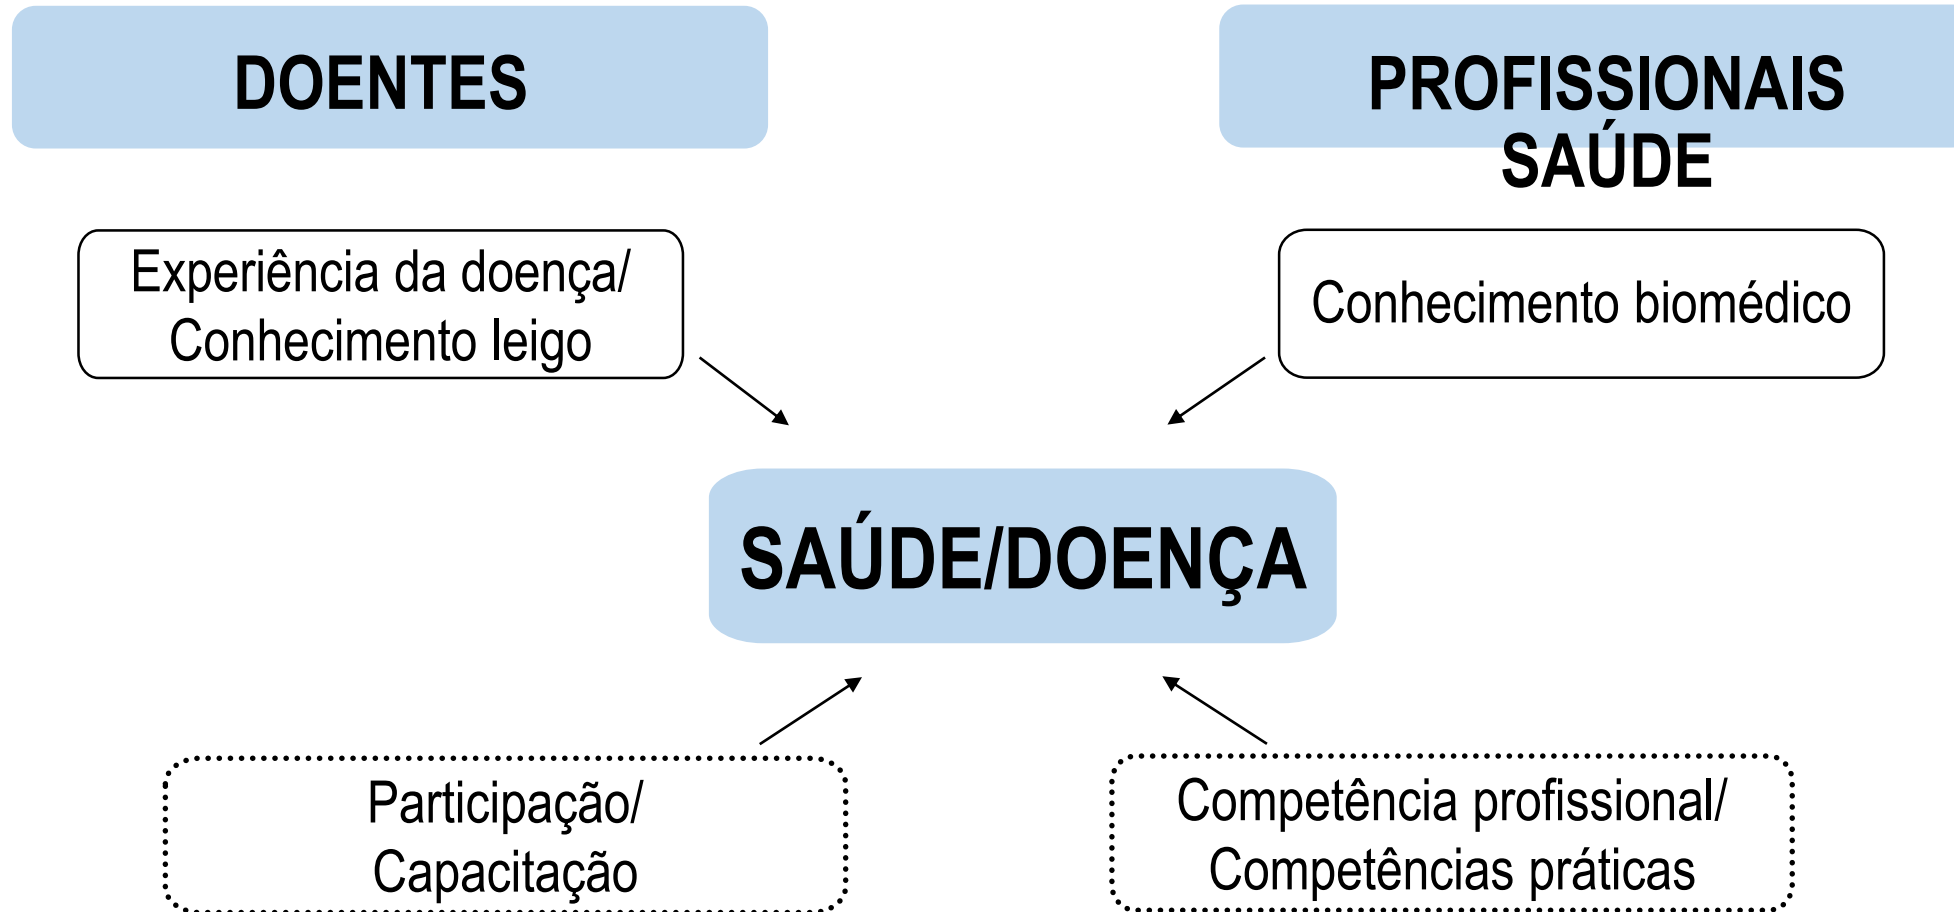 DOENTES
PROFISSIONAIS
SAÚDE
Experiência da doença/
Conhecimento leigo
Conhecimento biomédico
SAÚDE/DOENÇA
Participação/
Capacitação
Competência profissional/
Competências práticas